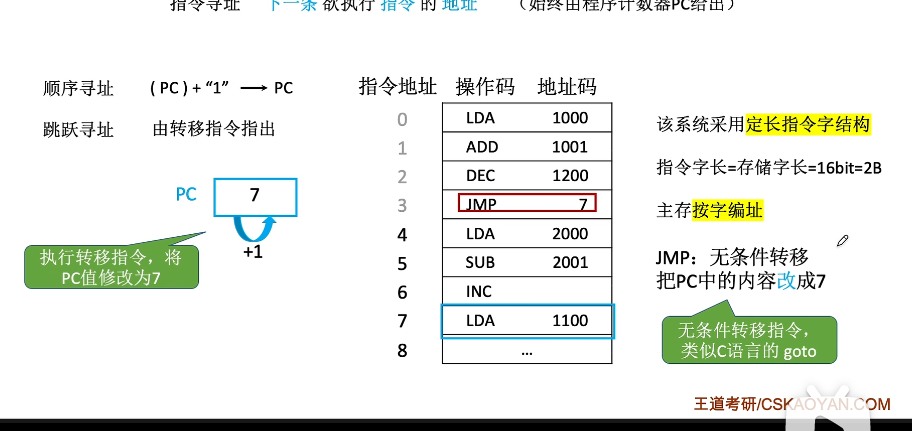 指令寻址 下一条 欲执行 指令 的 地址 （始终由程序计数器PC给出）
顺序寻址 （PC）+ “1” → PC
跳跃寻址 由转移指令指出
PC 7
+1
执行转移指令，将
PC值修改为7
指令地址 操作码 地址码
0 LDA 1000
1 ADD 1001
2 DEC 1200
3 JMP 7
4 LDA 2000
5 SUB 2001
6 INC
7 LDA 1100
8 …
该系统采用定长指令字结构
指令字长=存储字长=16bit=2B
主存按字编址
JMP：无条件转移
把PC中的内容改成7
无条件转移指令，
类似C语言的 goto
王道考研/CSKAOYAN.COM